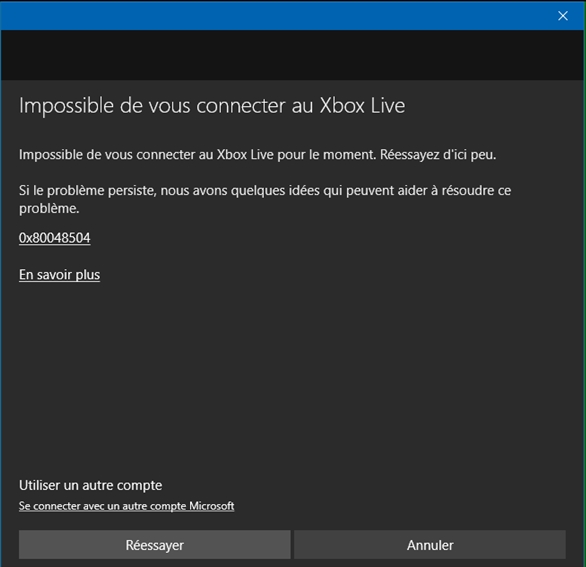 Impossible de vous connecter au Xbox Live
Impossible de vous connecter au Xbox Live pour le moment. Réessayez d'ici peu.
Si le problème persiste, nous avons quelques idées qui peuvent aider à résoudre ce
problème.
0x80048504
En savoir plus
Utiliser un autre compte
Se connecter avec un autre compte Microsoft
Réessayer
Annuler